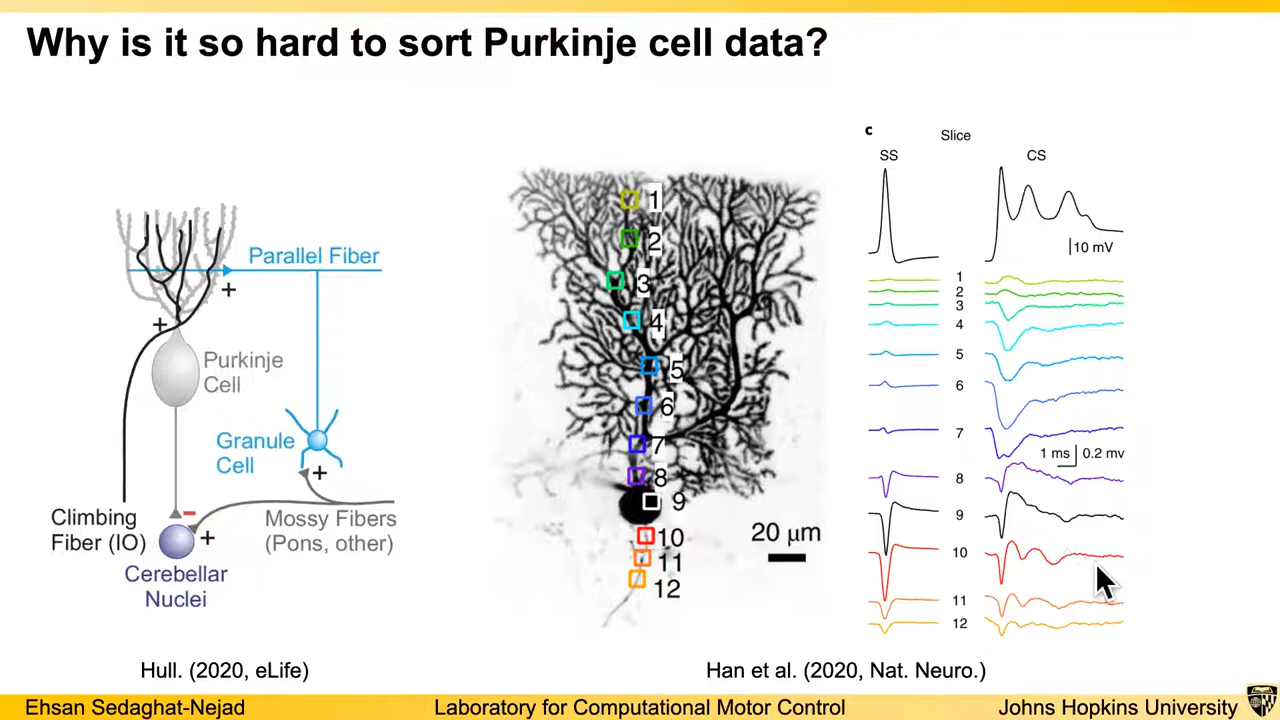 Why is it so hard to sort Purkinje cell data?
Parallel Fiber
+
+
Purkinje
Cell
Granule
Cell
+
Climbing
Fiber (IO)
−
+
Mossy Fibers
(Pons, other)
Cerebellar
Nuclei
Hull. (2020, eLife)
1
2
3
4
5
6
7
8
9
10
11
12
20 μm
c
Slice
SS
CS
10 mV
1
2
3
4
5
6
7
1 ms
0.2 mv
8
9
10
11
12
Han et al. (2020, Nat. Neuro.)
Ehsan Sedaghat-Nejad
Laboratory for Computational Motor Control
Johns Hopkins University